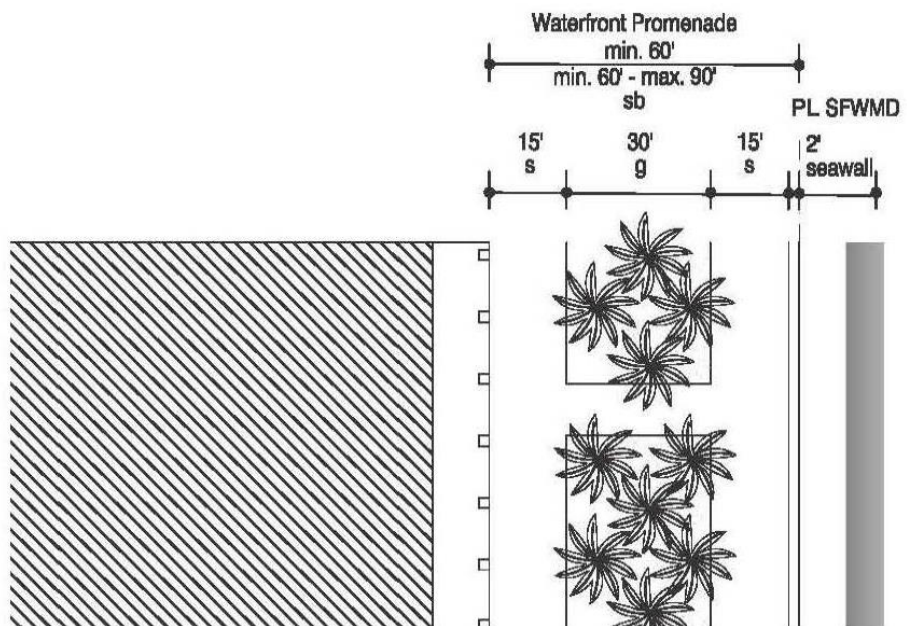 Waterfront Promenade
min. 60'
min. 60' - max. 90'
sb
PL SFWMD
15'
s
30'
g
15'
s
2'
seawall